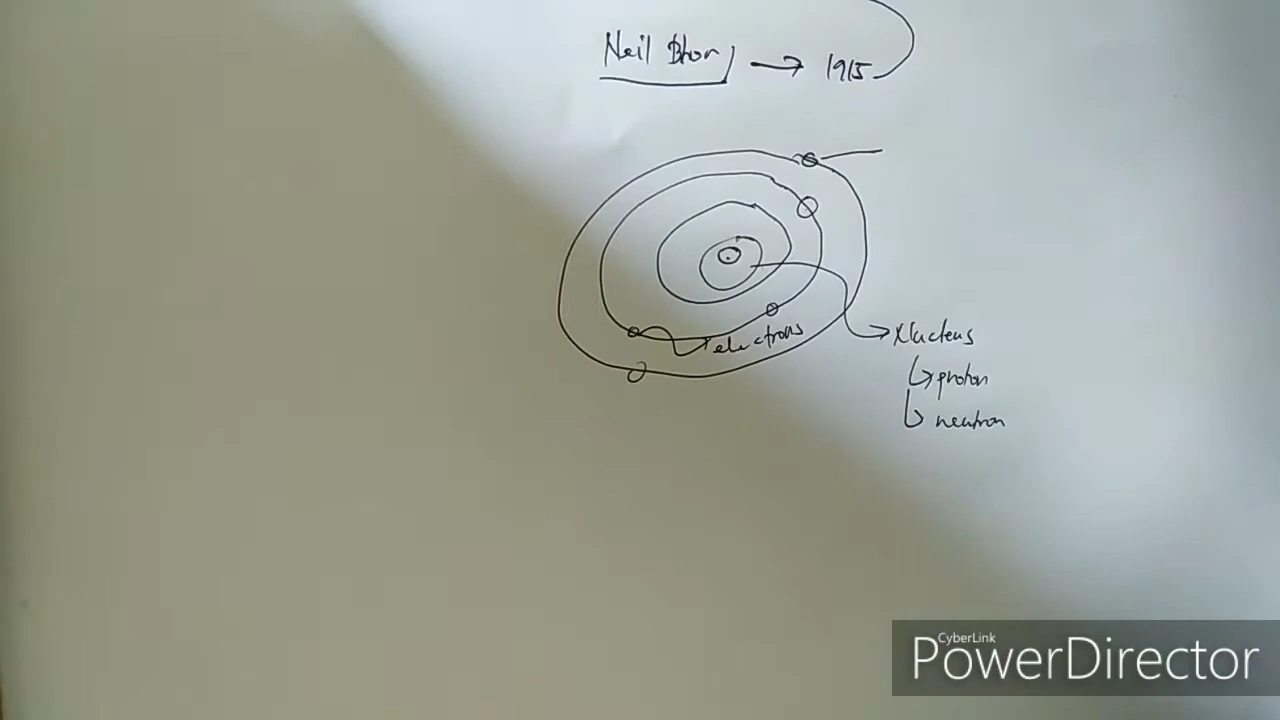 Neil Bhor → 1915
electrons
Nucleus
proton
neutron
CyberLink
PowerDirector